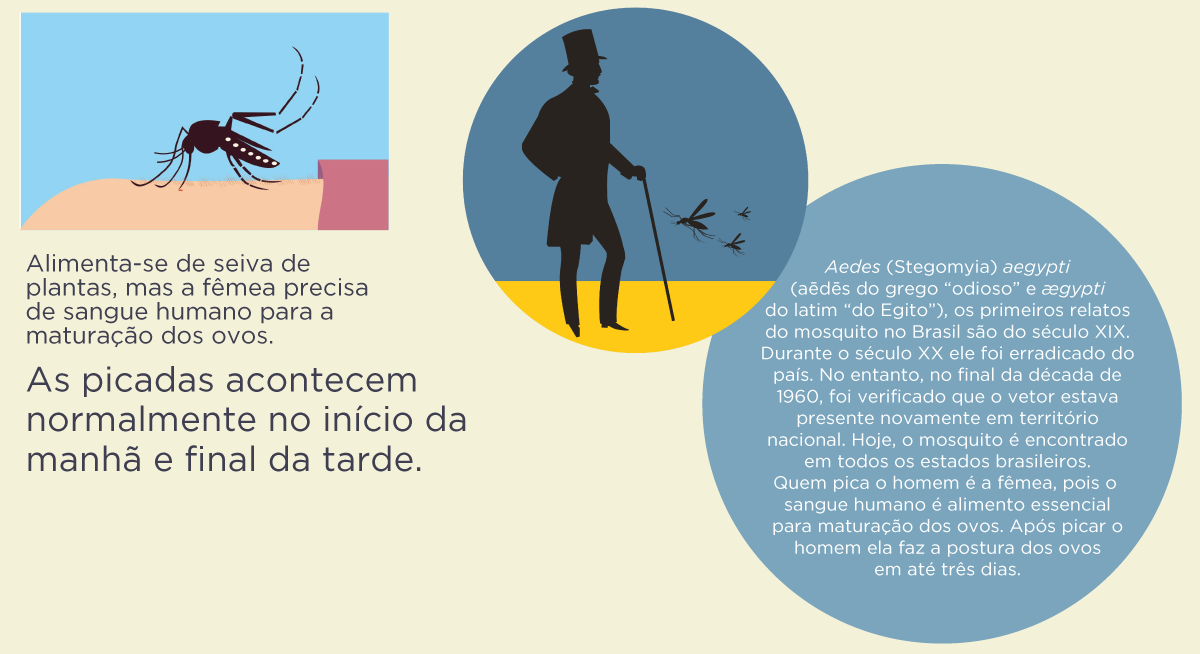 Alimenta-se de seiva de
plantas, mas a fêmea precisa
de sangue humano para a
maturação dos ovos.
As picadas acontecem
normalmente no início da
manhã e final da tarde.
Aedes (Stegomyia) aegypti
(aēdēs do grego “odioso” e ægypti
do latim “do Egito”), os primeiros relatos
do mosquito no Brasil são do século XIX.
Durante o século XX ele foi erradicado do
país. No entanto, no final da década de
1960, foi verificado que o vetor estava
presente novamente em território
nacional. Hoje, o mosquito é encontrado
em todos os estados brasileiros.
Quem pica o homem é a fêmea, pois o
sangue humano é alimento essencial
para maturação dos ovos. Após picar o
homem ela faz a postura dos ovos
em até três dias.